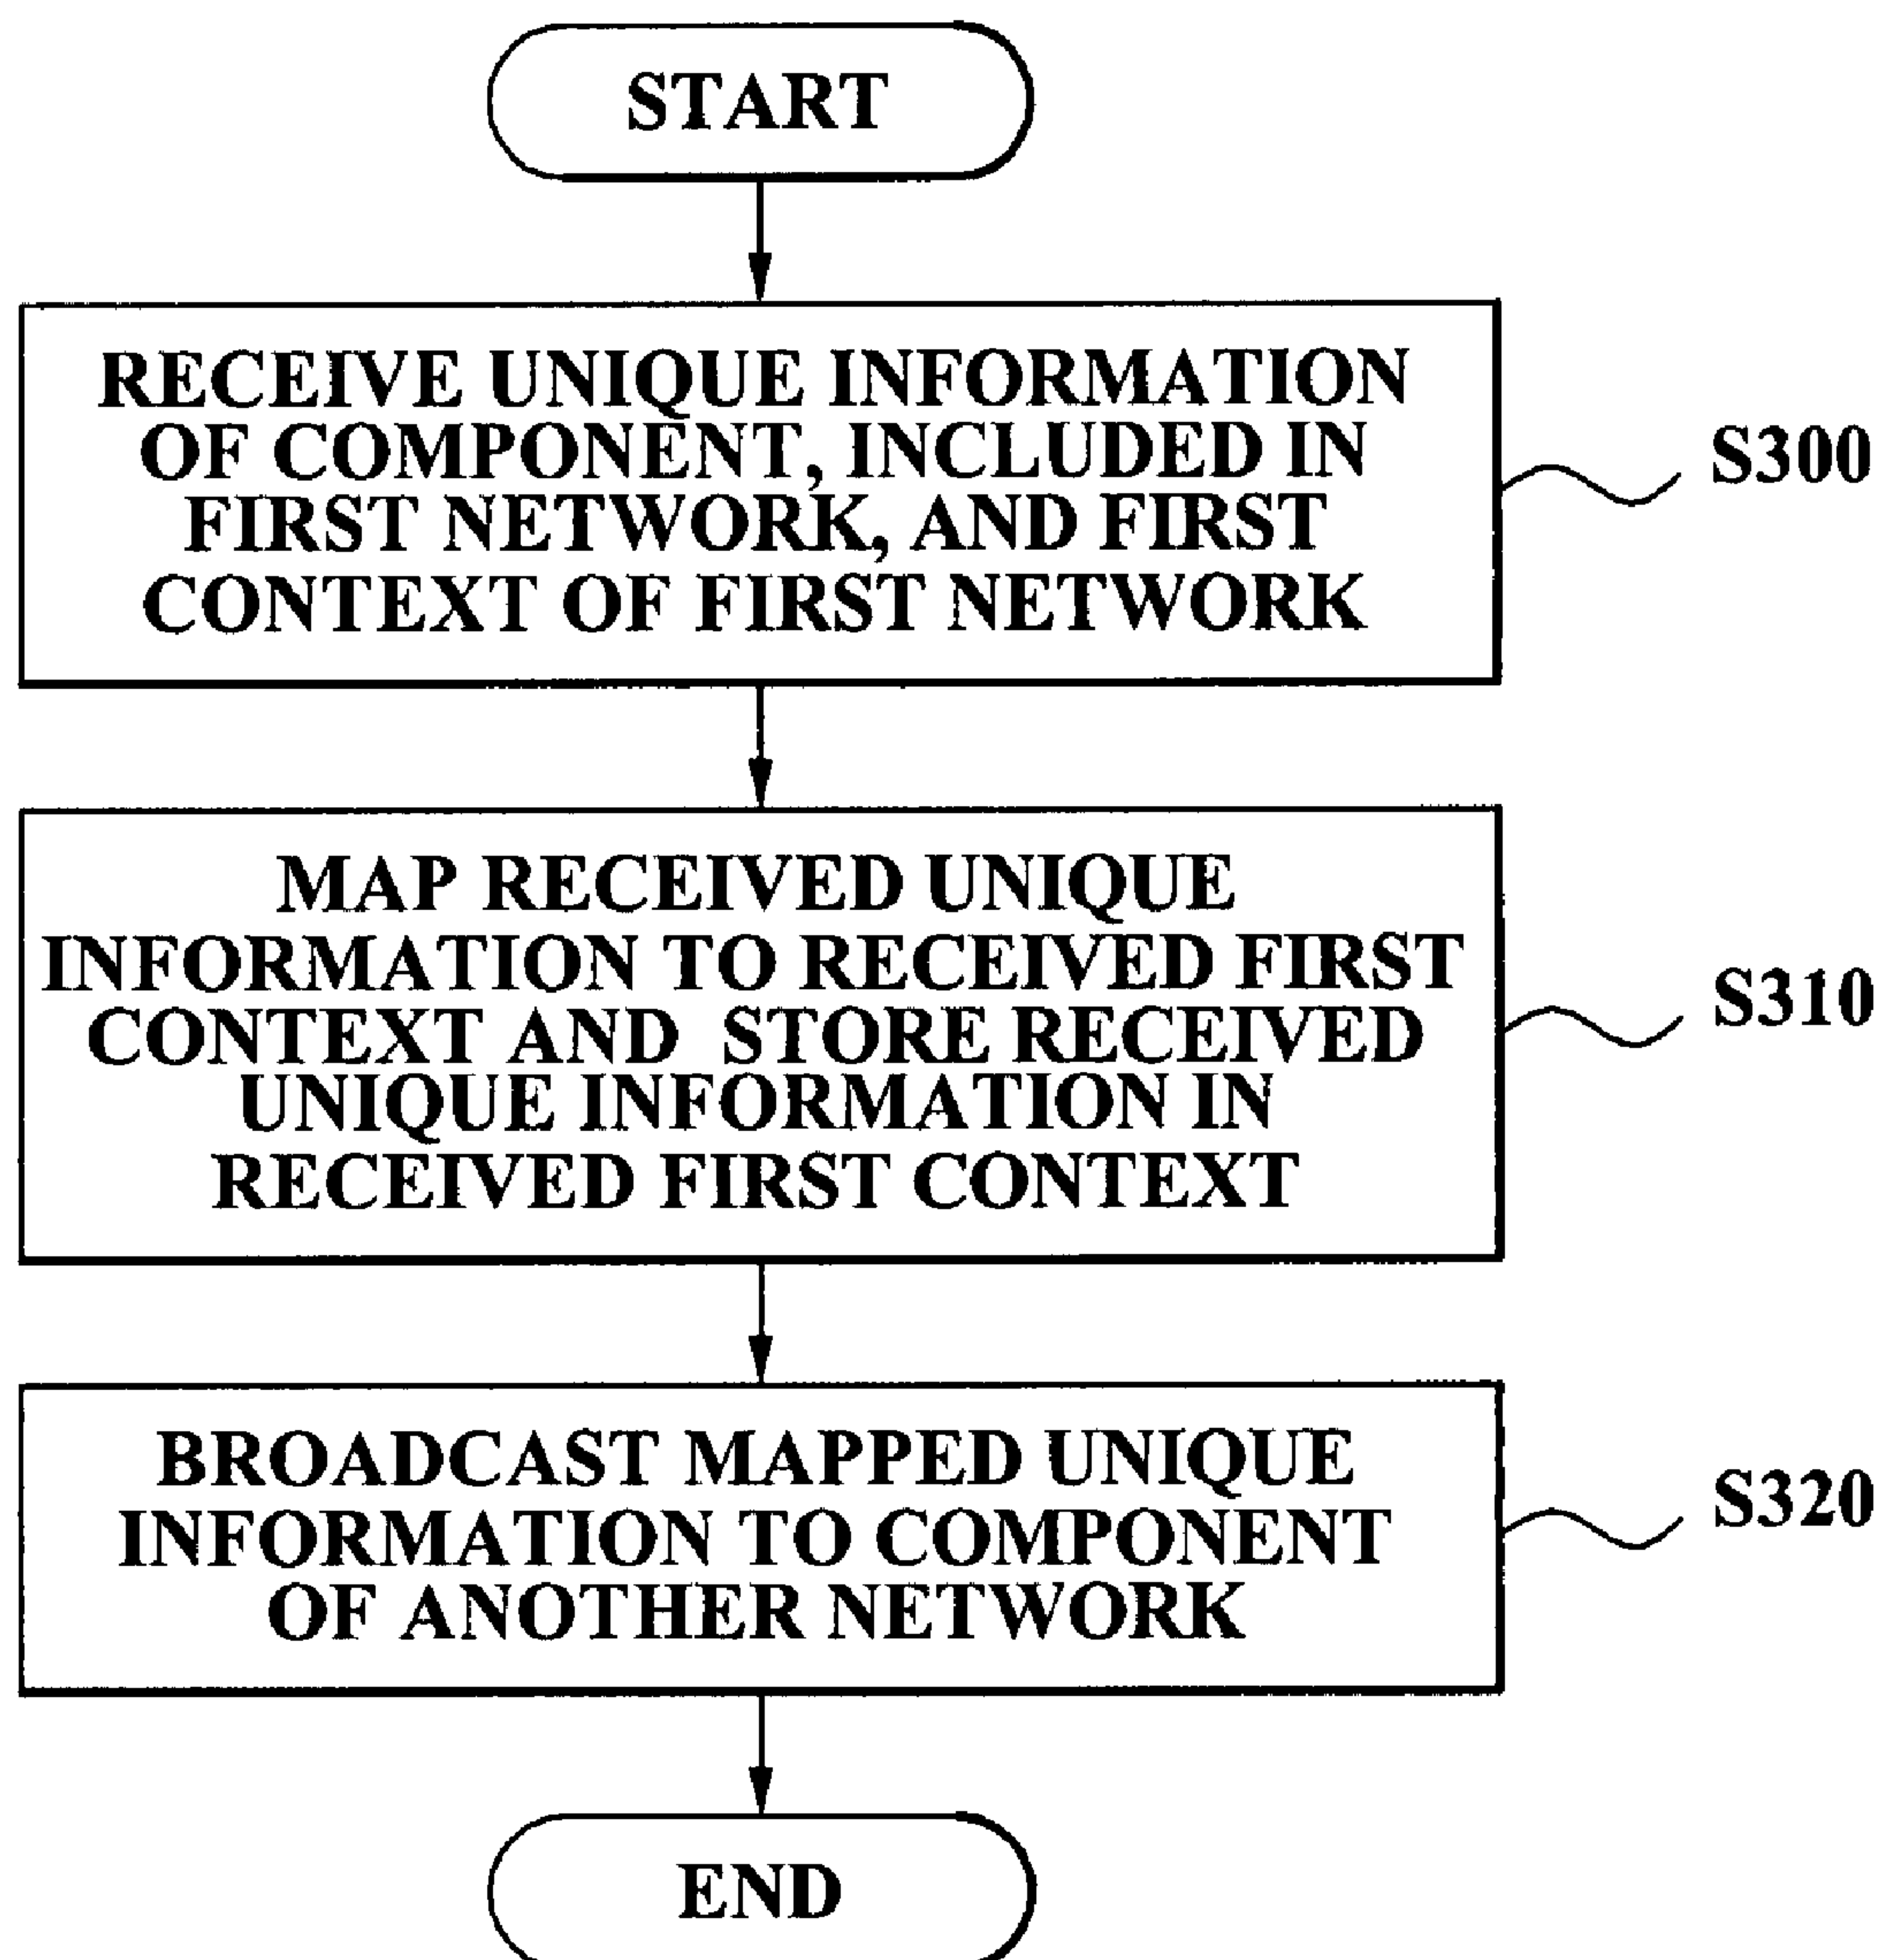 START
RECEIVE UNIQUE INFORMATION
OF COMPONENT, INCLUDED IN
FIRST NETWORK, AND FIRST
CONTEXT OF FIRST NETWORK
S300
MAP RECEIVED UNIQUE
INFORMATION TO RECEIVED FIRST
CONTEXT AND STORE RECEIVED
UNIQUE INFORMATION IN
RECEIVED FIRST CONTEXT
S310
BROADCAST MAPPED UNIQUE
INFORMATION TO COMPONENT
OF ANOTHER NETWORK
S320
END